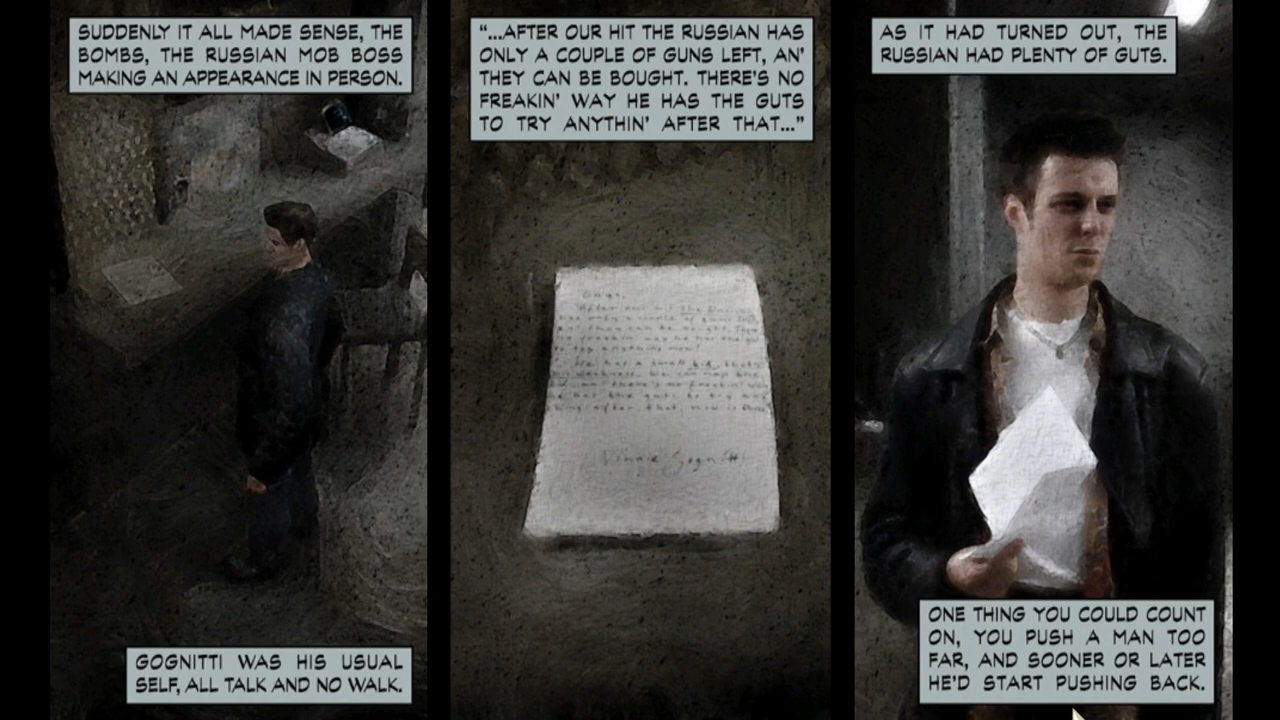 SUDDENLY IT ALL MADE SENSE, THE
BOMBS, THE RUSSIAN MOB BOSS
MAKING AN APPEARANCE IN PERSON.
GOGNITTI WAS HIS USUAL
SELF, ALL TALK AND NO WALK.
“...AFTER OUR HIT THE RUSSIAN HAS
ONLY A COUPLE OF GUNS LEFT, AN'
THEY CAN BE BOUGHT. THERE'S NO
FREAKIN' WAY HE HAS THE GUTS
TO TRY ANYTHIN' AFTER THAT...”
Vinnie Gognitti
AS IT HAD TURNED OUT, THE
RUSSIAN HAD PLENTY OF GUTS.
ONE THING YOU COULD COUNT
ON, YOU PUSH A MAN TOO
FAR, AND SOONER OR LATER
HE'D START PUSHING BACK.